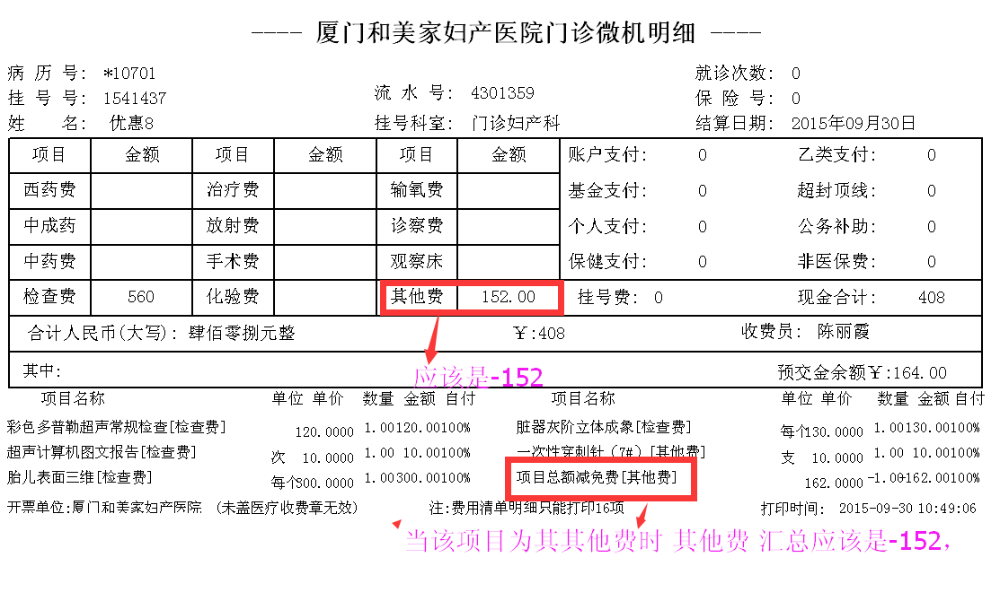 ---- 厦门和美家妇产医院门诊微机明细 ----
病 历 号: *10701 就诊次数: 0
挂 号 号: 1541437 流 水 号: 4301359 保 险 号: 0
姓 名: 优惠8 挂号科室: 门诊妇产科 结算日期: 2015年09月30日
项目 金额 项目 金额 项目 金额 账户支付: 0 乙类支付: 0
西药费 治疗费 输氧费 基金支付: 0 超封顶线: 0
中成药 放射费 诊察费 个人支付: 0 公务补助: 0
中药费 手术费 观察床 保健支付: 0 非医保费: 0
检查费 560 化验费 其他费 152.00 挂号费: 0 现金合计: 408
合计人民币(大写): 肆佰零捌元整 ¥:408 收费员: 陈丽霞
应该是-152
其中: 预交金余额¥:164.00
项目名称 单位 单价 数量 金额 自付 项目名称 单位 单价 数量 金额 自付
彩色多普勒超声常规检查[检查费] 120.0000 1.00120.00100% 脏器灰阶立体成象[检查费] 每个130.0000 1.00130.00100%
超声计算机图文报告[检查费] 次 10.0000 1.00 10.00100% 一次性穿刺针（7#）[其他费] 支 10.0000 1.00 10.00100%
胎儿表面三维[检查费] 每个300.0000 1.00300.00100% 项目总额减免费[其他费] 162.0000 -1.00-162.00100%
开票单位:厦门和美家妇产医院 (未盖医疗收费章无效) 注:费用清单明细只能打印16项 打印时间: 2015-09-30 10:49:06
当该项目为其其他费时 其他费 汇总应该是-152，